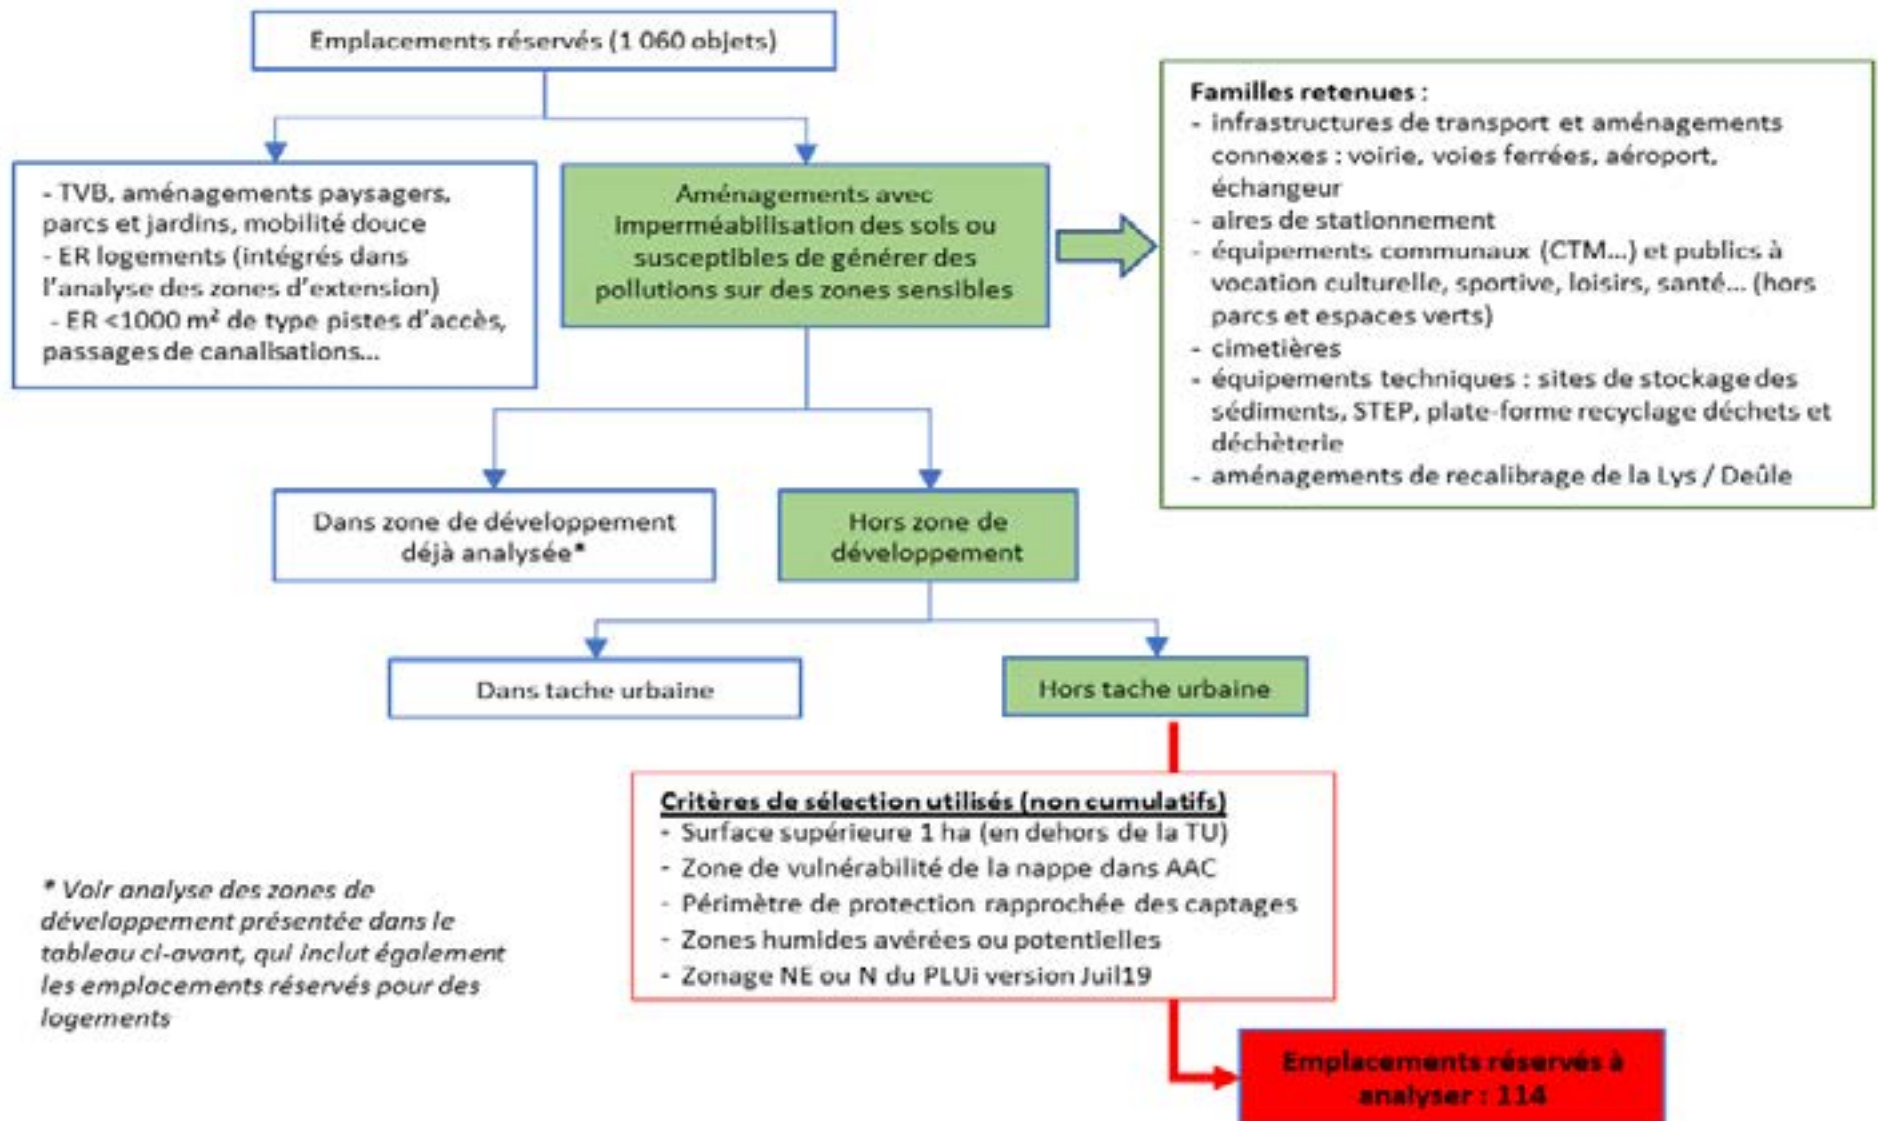 Emplacements réservés (1 060 objets)
- TVB, aménagements paysagers,
parcs et jardins, mobilité douce
- ER logements (intégrés dans
l'analyse des zones d'extension)
- ER <1000 m² de type pistes d'accès,
passages de canalisations...
Aménagements avec
imperméabilisation des sols ou
susceptibles de générer des
pollutions sur des zones sensibles
Familles retenues :
- infrastructures de transport et aménagements
connexes : voirie, voies ferrées, aéroport,
échangeur
- aires de stationnement
- équipements communaux (CTM...) et publics à
vocation culturelle, sportive, loisirs, santé... (hors
parcs et espaces verts)
- cimetières
- équipements techniques : sites de stockage des
sédiments, STEP, plate-forme recyclage déchets et
déchèterie
- aménagements de recalibrage de la Lys / Deûle
Dans zone de développement
déjà analysée*
Hors zone de
développement
Dans tache urbaine
Hors tache urbaine
Critères de sélection utilisés (non cumulatifs)
- Surface supérieure 1 ha (en dehors de la TU)
- Zone de vulnérabilité de la nappe dans AAC
- Périmètre de protection rapprochée des captages
- Zones humides avérées ou potentielles
- Zonage NE ou N du PLUi version Juil19
* Voir analyse des zones de
développement présentée dans le
tableau ci-avant, qui inclut également
les emplacements réservés pour des
logements
Emplacements réservés à
analyser : 114